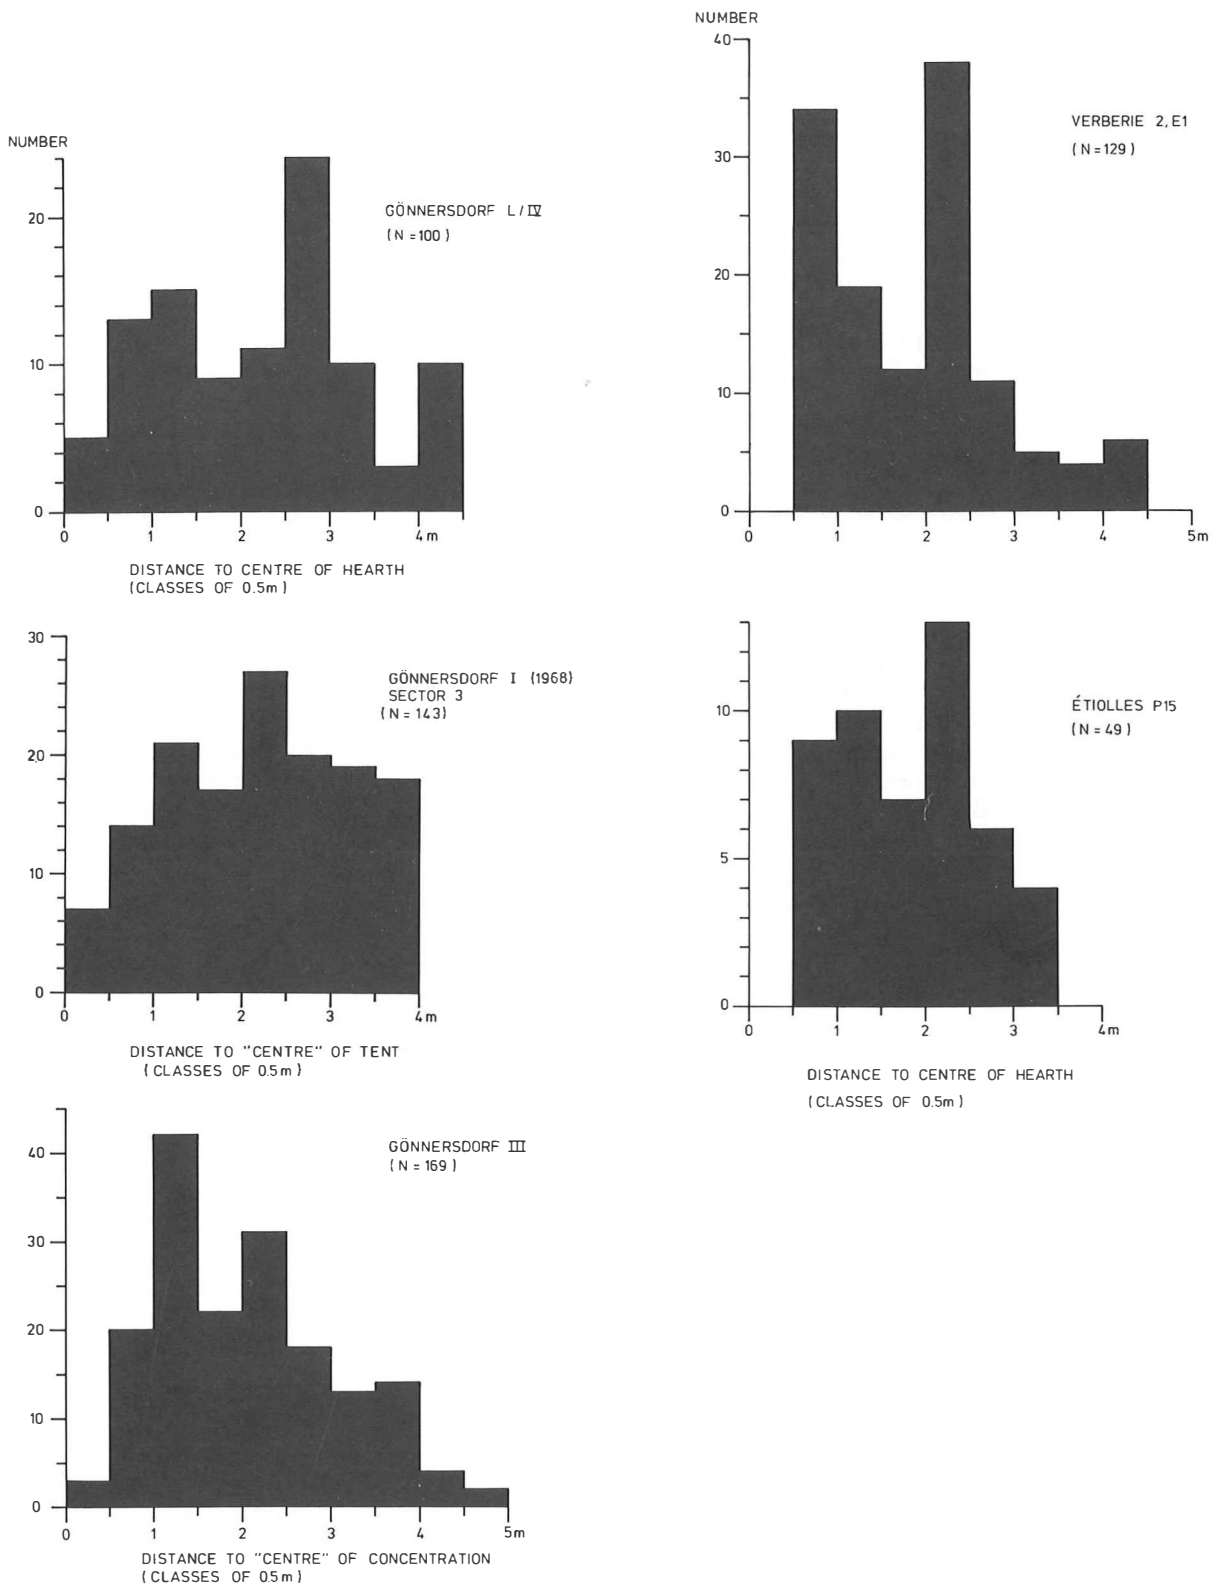 NUMBER
20
10
0
0 1 2 3 4m
GÖNNERSDORF L/IV
(N=100)
DISTANCE TO CENTRE OF HEARTH
(CLASSES OF 0.5m)
30
20
10
0
0 1 2 3 4m
GÖNNERSDORF I (1968)
SECTOR 3
(N=143)
DISTANCE TO "CENTRE" OF TENT
(CLASSES OF 0.5m)
40
30
20
10
0
0 1 2 3 4 5m
GÖNNERSDORF III
(N=169)
DISTANCE TO "CENTRE" OF CONCENTRATION
(CLASSES OF 0.5m)
NUMBER
40
30
20
10
0
0 1 2 3 4 5m
VERBERIE 2, E1
(N=129)
10
5
0
0 1 2 3 4m
ÉTIOLLES P15
(N=49)
DISTANCE TO CENTRE OF HEARTH
(CLASSES OF 0.5m)